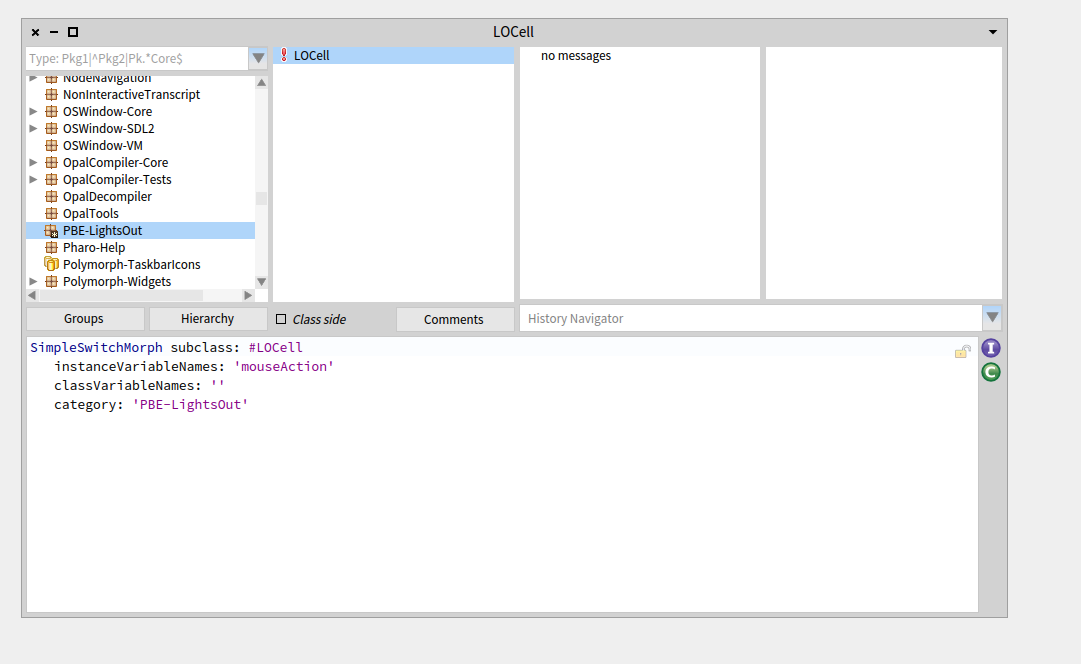 LOCell
Type: Pkg1|^Pkg2|Pk.*Core$
NodeNavigation
NonInteractiveTranscript
OSWindow-Core
OSWindow-SDL2
OSWindow-VM
OpalCompiler-Core
OpalCompiler-Tests
OpalDecompiler
OpalTools
PBE-LightsOut
Pharo-Help
Polymorph-TaskbarIcons
Polymorph-Widgets
LOCell
no messages
Groups
Hierarchy
Class side
Comments
History Navigator
SimpleSwitchMorph subclass: #LOCell
instanceVariableNames: 'mouseAction'
classVariableNames: ''
category: 'PBE-LightsOut'
I
C